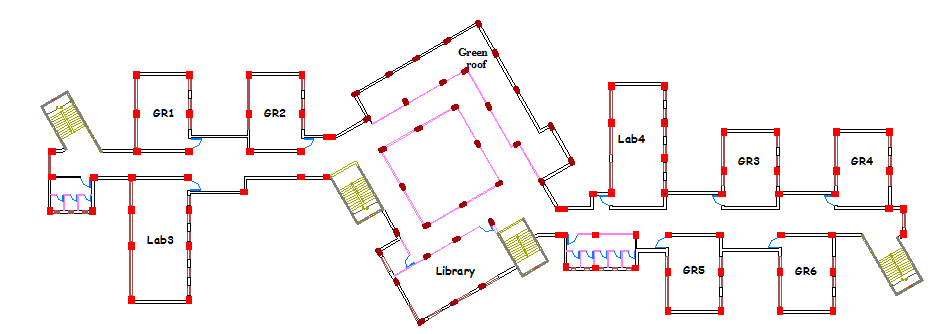 Green
roof
GR1
GR2
Lab4
GR3
GR4
Lab3
Library
GR5
GR6